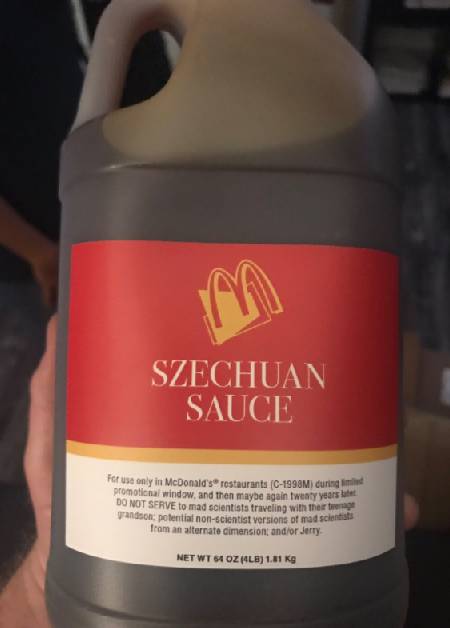 SZECHUAN
SAUCE
For use only in McDonald's® restaurants (C-1998M) during limited
promotional window, and then maybe again twenty years later.
DO NOT SERVE to mad scientists traveling with their teenage
grandson; potential non-scientist versions of mad scientists
from an alternate dimension; and/or Jerry.
NET WT 64 OZ (4LB) 1.81 Kg